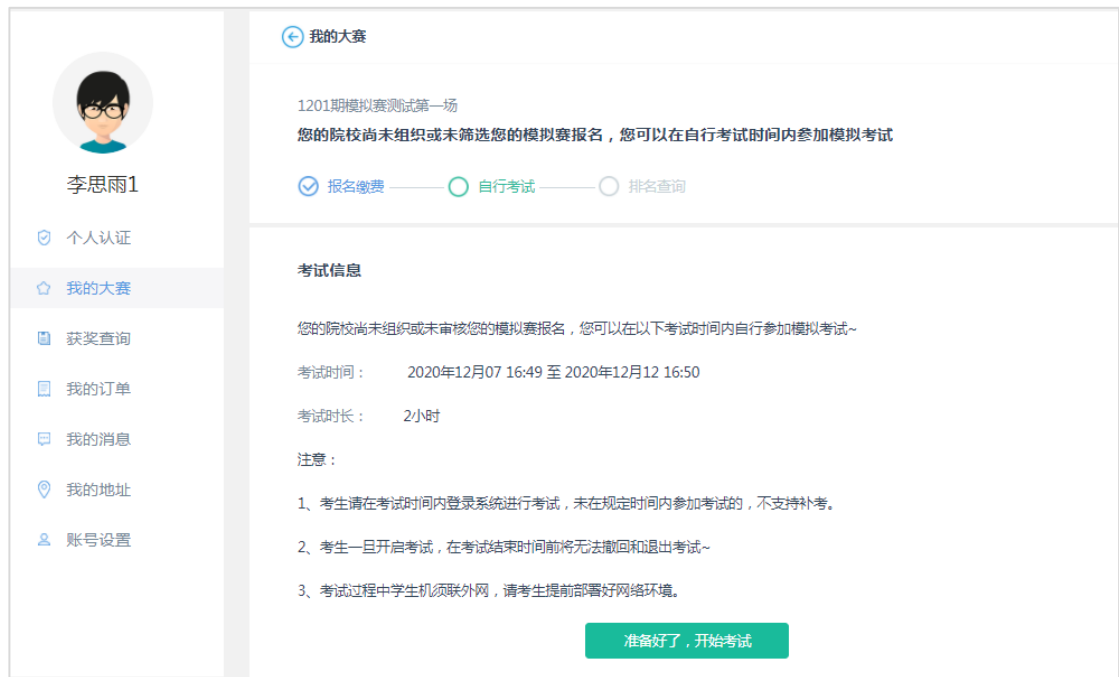 李思雨1
个人认证
我的大赛
获奖查询
我的订单
我的消息
我的地址
账号设置
我的大赛
1201期模拟赛测试第一场
您的院校尚未组织或未筛选您的模拟赛报名，您可以在自行考试时间内参加模拟考试
报名缴费 自行考试 排名查询
考试信息
您的院校尚未组织或未审核您的模拟赛报名，您可以在以下考试时间内自行参加模拟考试~
考试时间： 2020年12月07 16:49 至 2020年12月12 16:50
考试时长： 2小时
注意：
1、考生请在考试时间内登录系统进行考试，未在规定时间内参加考试的，不支持补考。
2、考生一旦开启考试，在考试结束时间前将无法撤回和退出考试~
3、考试过程中学生机须联外网，请考生提前部署好网络环境。
准备好了，开始考试